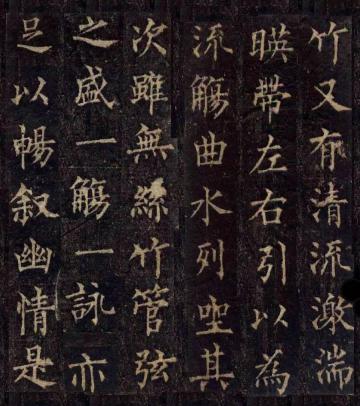 竹又有清流激湍
暎帶左右引以為
流觴曲水列坐其
次雖無絲竹管弦
之盛一觴一詠亦
足以暢叙幽情是